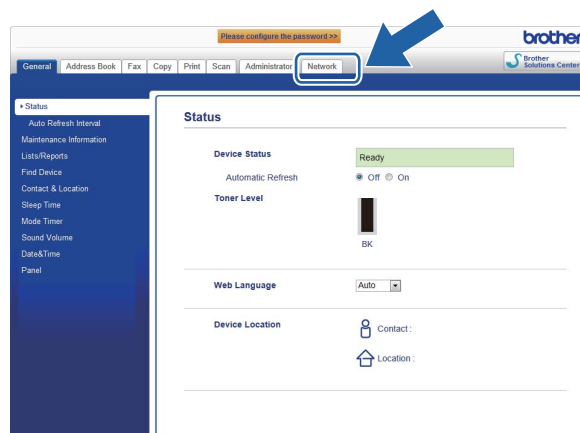 Please configure the password >>
brother
General Address Book Fax Copy Print Scan Administrator Network
Brother
Solutions Center
Status
Auto Refresh Interval
Maintenance Information
Lists/Reports
Find Device
Contact & Location
Sleep Time
Mode Timer
Sound Volume
Date&Time
Panel
Status
Device Status Ready
Automatic Refresh Off On
Toner Level
BK
Web Language Auto
Device Location Contact :
Location :